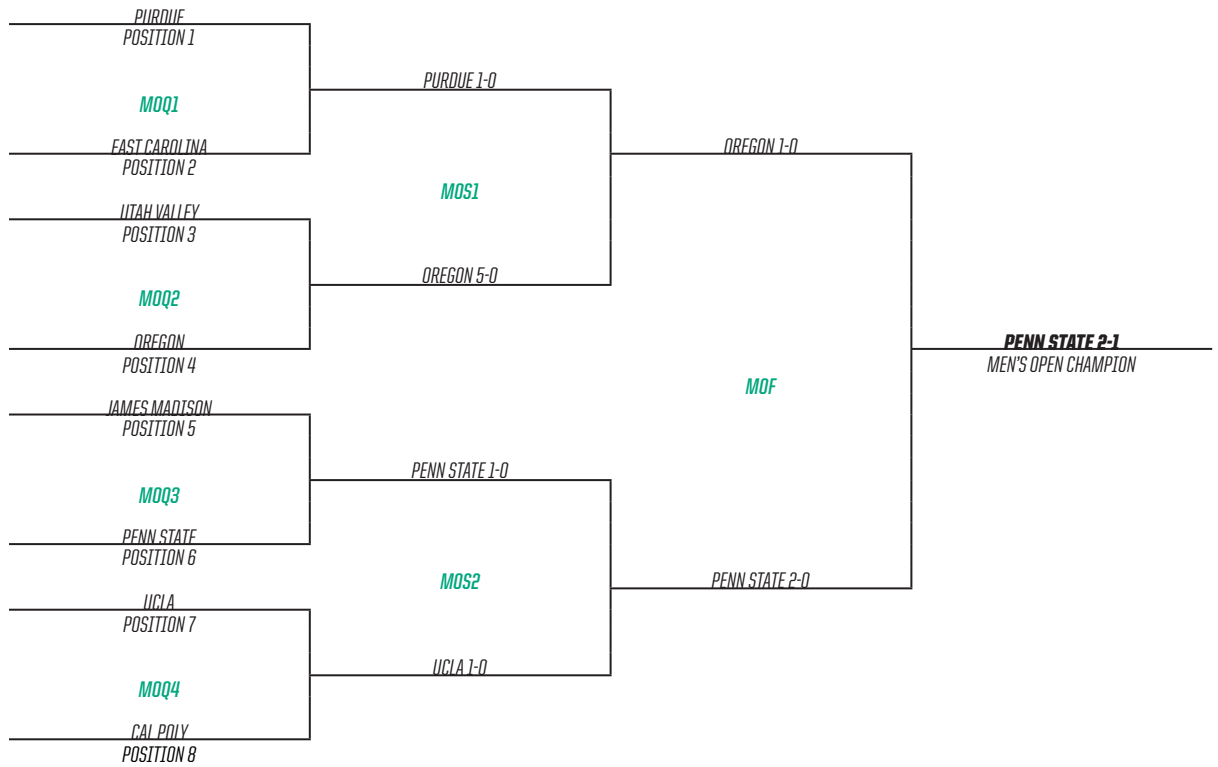 PURDUE
POSITION 1
MOQ1
EAST CAROLINA
POSITION 2
UTAH VALLEY
POSITION 3
MOQ2
OREGON
POSITION 4
JAMES MADISON
POSITION 5
MOQ3
PENN STATE
POSITION 6
UCLA
POSITION 7
MOQ4
CAL POLY
POSITION 8
PURDUE 1-0
MOS1
OREGON 5-0
PENN STATE 1-0
MOS2
UCLA 1-0
OREGON 1-0
MOF
PENN STATE 2-0
PENN STATE 2-1
MEN'S OPEN CHAMPION